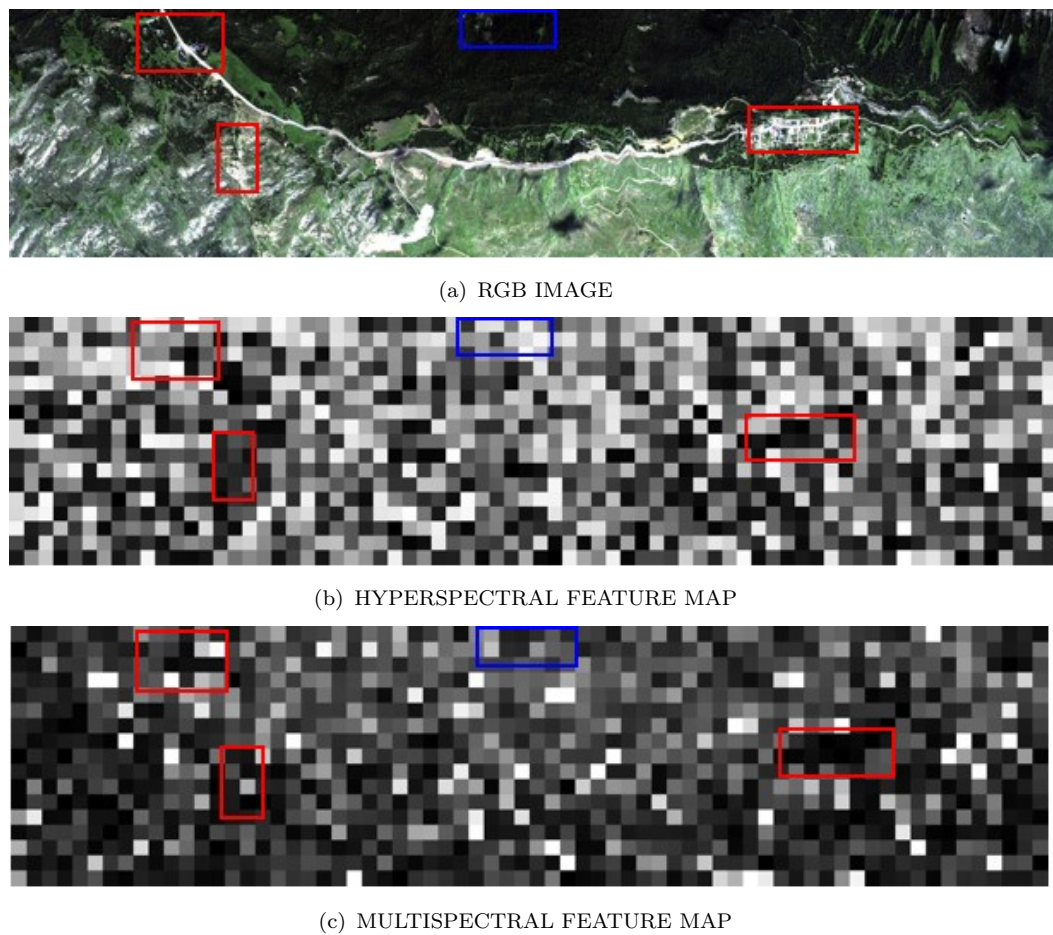 (a) RGB IMAGE
(b) HYPERSPECTRAL FEATURE MAP
(c) MULTISPECTRAL FEATURE MAP